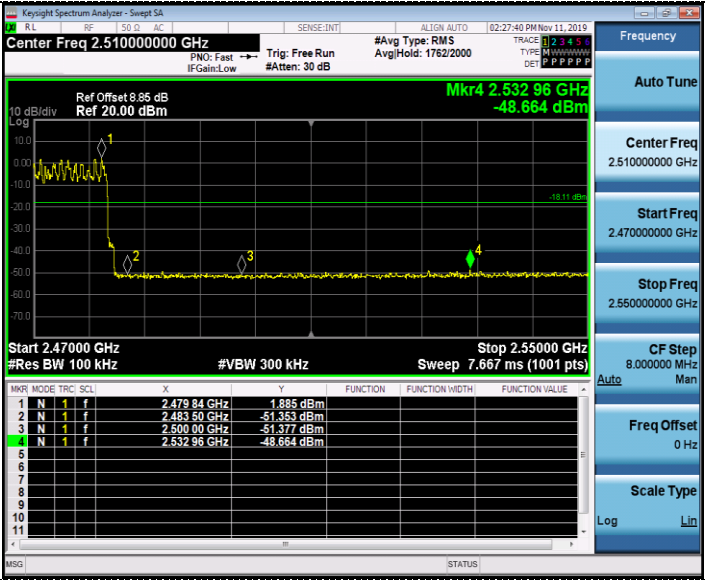 Keysight Spectrum Analyzer - Swept SA
RL RF 50 Ω AC SENSE:INT ALIGN AUTO 02:27:40 PM Nov 11, 2019
Center Freq 2.510000000 GHz
PNO: Fast
IFGain:Low
Trig: Free Run
#Atten: 30 dB
#Avg Type: RMS
Avg|Hold: 1762/2000
TRACE 1 2 3 4 5 6
TYPE MWWWWW
DET P P P P P P
Mkr4 2.532 96 GHz
-48.664 dBm
Ref Offset 8.85 dB
10 dB/div Ref 20.00 dBm
Log
10.0
0.00
-10.0
-20.0
-30.0
-40.0
-50.0
-60.0
-70.0
1
2
3
4
-18.11 dBm
Start 2.47000 GHz Stop 2.55000 GHz
#Res BW 100 kHz #VBW 300 kHz Sweep 7.667 ms (1001 pts)
MKR MODE TRC SCL X Y FUNCTION FUNCTION WIDTH FUNCTION VALUE
1 N 1 f 2.479 84 GHz 1.885 dBm
2 N 1 f 2.483 50 GHz -51.353 dBm
3 N 1 f 2.500 00 GHz -51.377 dBm
4 N 1 f 2.532 96 GHz -48.664 dBm
5
6
7
8
9
10
11
MSG STATUS
Frequency
Auto Tune
Center Freq
2.510000000 GHz
Start Freq
2.470000000 GHz
Stop Freq
2.550000000 GHz
CF Step
8.000000 MHz
Auto Man
Freq Offset
0 Hz
Scale Type
Log Lin